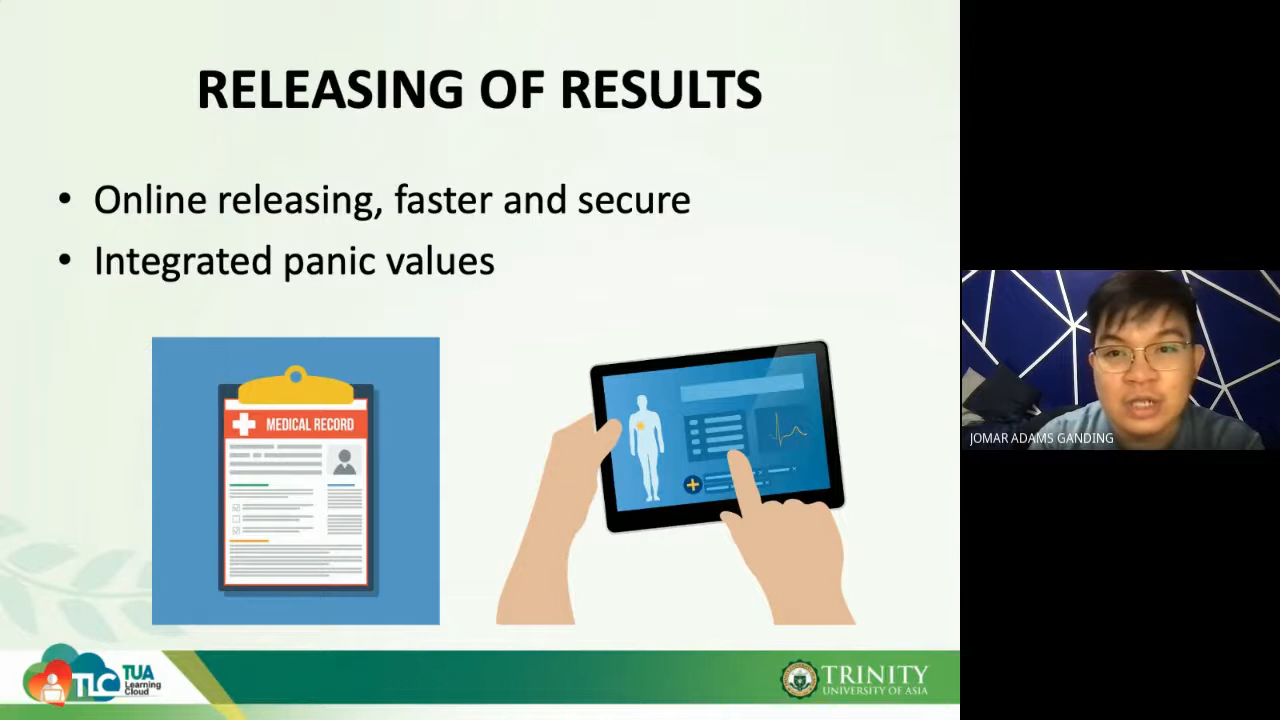 RELEASING OF RESULTS
• Online releasing, faster and secure
• Integrated panic values
MEDICAL RECORD
JOMAR ADAMS GANDING
TLC TUA
Learning
Cloud
TRINITY
UNIVERSITY OF ASIA